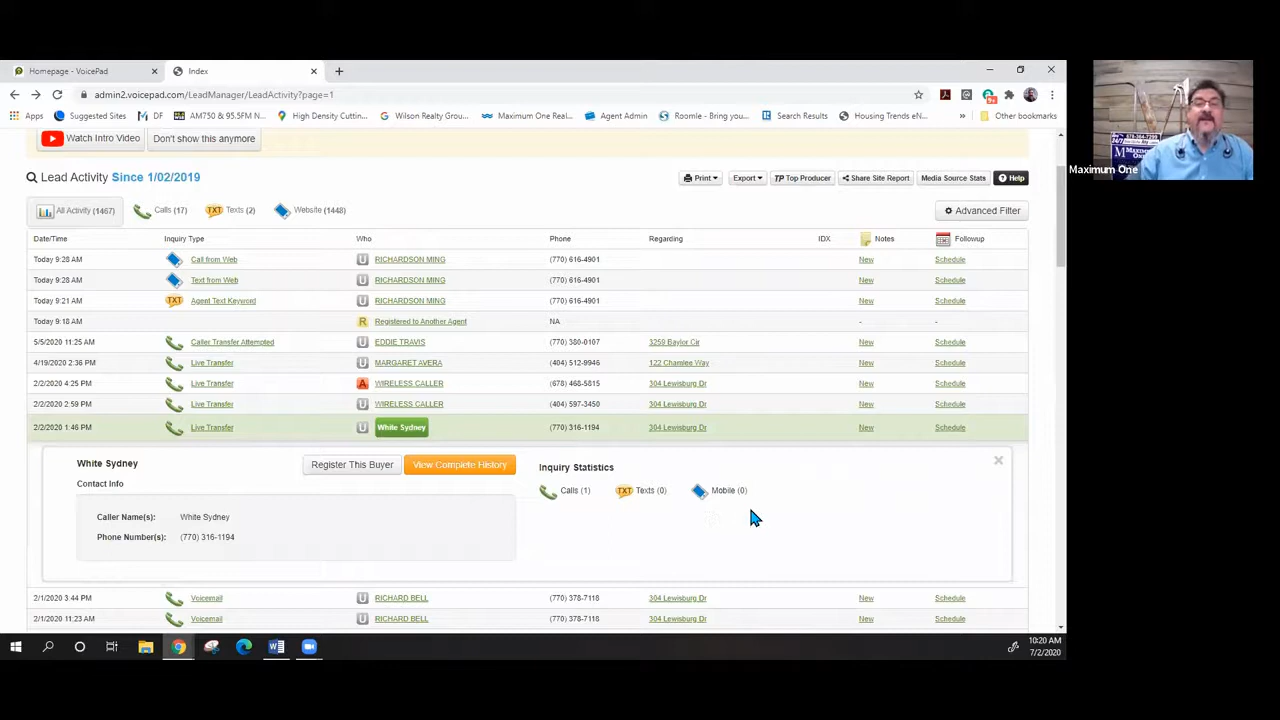 Homepage - VoicePad
Index
admin2.voicepad.com/LeadManager/LeadActivity?page=1
Apps Suggested Sites DF AM750 & 95.5FM N... High Density Cutting... Wilson Realty Grou... Maximum One Real... Agent Admin Roomle - Bring you... Search Results Housing Trends eN... » Other bookmarks
Watch Intro Video Don't show this anymore
Lead Activity Since 1/02/2019 Print Export TP Top Producer Share Site Report Media Source Stats Help
All Activity (1467) Calls (17) TXT Texts (2) Website (1448) Advanced Filter
Date/Time Inquiry Type Who Phone Regarding IDX Notes Followup
Today 9:28 AM Call from Web U RICHARDSON MING (770) 616-4901 New Schedule
Today 9:28 AM Text from Web U RICHARDSON MING (770) 616-4901 New Schedule
Today 9:21 AM TXT Agent Text Keyword U RICHARDSON MING (770) 616-4901 New Schedule
Today 9:18 AM R Registered to Another Agent NA - -
5/5/2020 11:25 AM Caller Transfer Attempted U EDDIE TRAVIS (770) 380-0107 3259 Baylor Cir New Schedule
4/19/2020 2:36 PM Live Transfer U MARGARET AVERA (404) 512-9946 122 Chamlee Way New Schedule
2/2/2020 4:25 PM Live Transfer A WIRELESS CALLER (678) 468-5815 304 Lewisburg Dr New Schedule
2/2/2020 2:59 PM Live Transfer U WIRELESS CALLER (404) 597-3450 304 Lewisburg Dr New Schedule
2/2/2020 1:46 PM Live Transfer U White Sydney (770) 316-1194 304 Lewisburg Dr New Schedule
White Sydney Register This Buyer View Complete History Inquiry Statistics
Contact Info Calls (1) TXT Texts (0) Mobile (0)
Caller Name(s): White Sydney
Phone Number(s): (770) 316-1194
2/1/2020 3:44 PM Voicemail U RICHARD BELL (770) 378-7118 304 Lewisburg Dr New Schedule
2/1/2020 11:23 AM Voicemail U RICHARD BELL (770) 378-7118 304 Lewisburg Dr New Schedule
10:20 AM
7/2/2020
678-364-7299
24/7
MAXIMUM ONE
Maximum One